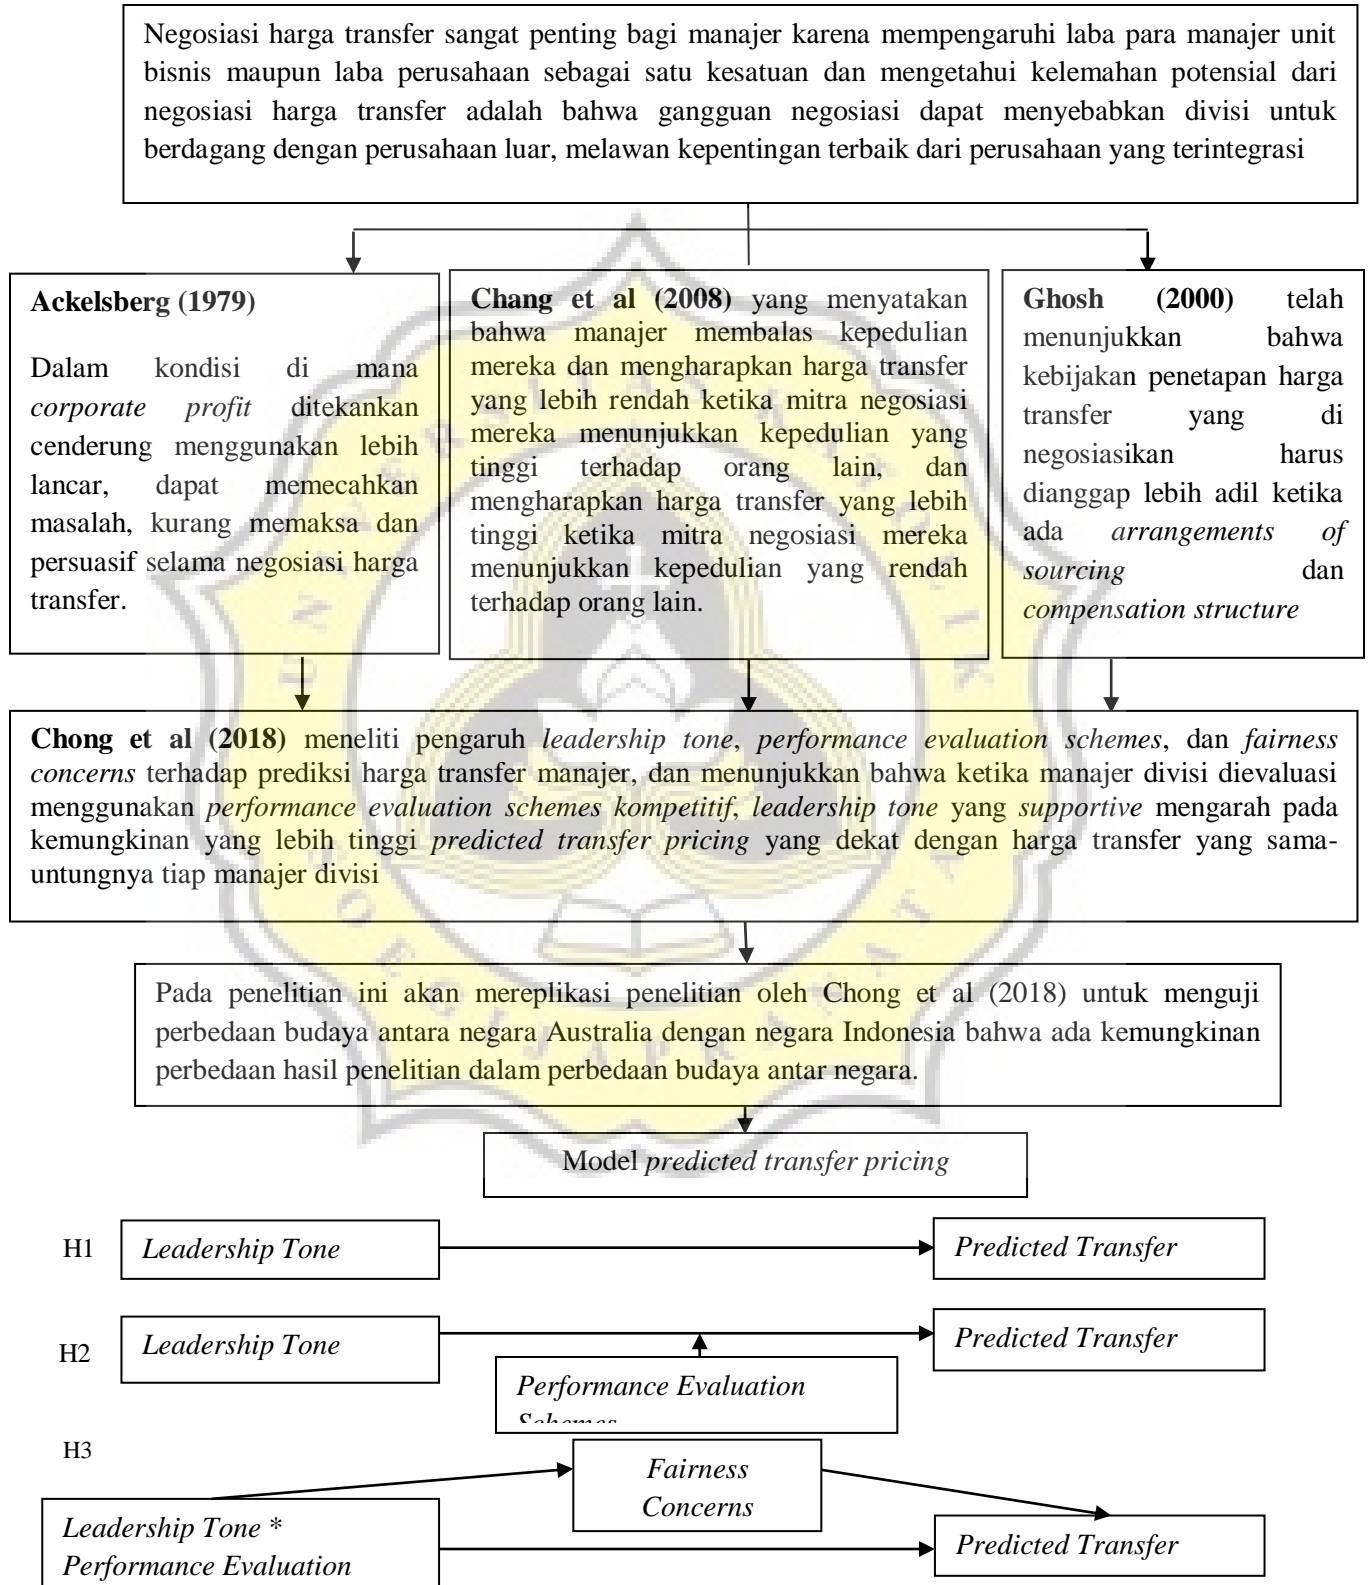 Negosiasi harga transfer sangat penting bagi manajer karena mempengaruhi laba para manajer unit
bisnis maupun laba perusahaan sebagai satu kesatuan dan mengetahui kelemahan potensial dari
negosiasi harga transfer adalah bahwa gangguan negosiasi dapat menyebabkan divisi untuk
berdagang dengan perusahaan luar, melawan kepentingan terbaik dari perusahaan yang terintegrasi
Ackelsberg (1979)
Dalam kondisi di mana
corporate profit ditekankan
cenderung menggunakan lebih
lancar, dapat memecahkan
masalah, kurang memaksa dan
persuasif selama negosiasi harga
transfer.
Chang et al (2008) yang menyatakan
bahwa manajer membalas kepedulian
mereka dan mengharapkan harga transfer
yang lebih rendah ketika mitra negosiasi
mereka menunjukkan kepedulian yang
tinggi terhadap orang lain, dan
mengharapkan harga transfer yang lebih
tinggi ketika mitra negosiasi mereka
menunjukkan kepedulian yang rendah
terhadap orang lain.
Ghosh (2000) telah
menunjukkan bahwa
kebijakan penetapan harga
transfer yang di
negosiasikan harus
dianggap lebih adil ketika
ada arrangements of
sourcing dan
compensation structure
Chong et al (2018) meneliti pengaruh leadership tone, performance evaluation schemes, dan fairness
concerns terhadap prediksi harga transfer manajer, dan menunjukkan bahwa ketika manajer divisi dievaluasi
menggunakan performance evaluation schemes kompetitif, leadership tone yang supportive mengarah pada
kemungkinan yang lebih tinggi predicted transfer pricing yang dekat dengan harga transfer yang sama-
untungnya tiap manajer divisi
Pada penelitian ini akan mereplikasi penelitian oleh Chong et al (2018) untuk menguji
perbedaan budaya antara negara Australia dengan negara Indonesia bahwa ada kemungkinan
perbedaan hasil penelitian dalam perbedaan budaya antar negara.
Model predicted transfer pricing
H1
Leadership Tone
Predicted Transfer
H2
Leadership Tone
Predicted Transfer
Performance Evaluation
Schemes
H3
Fairness
Concerns
Leadership Tone *
Performance Evaluation
Predicted Transfer
UNIVERSITAS KATOLIK
SOEGIJAPRANATA